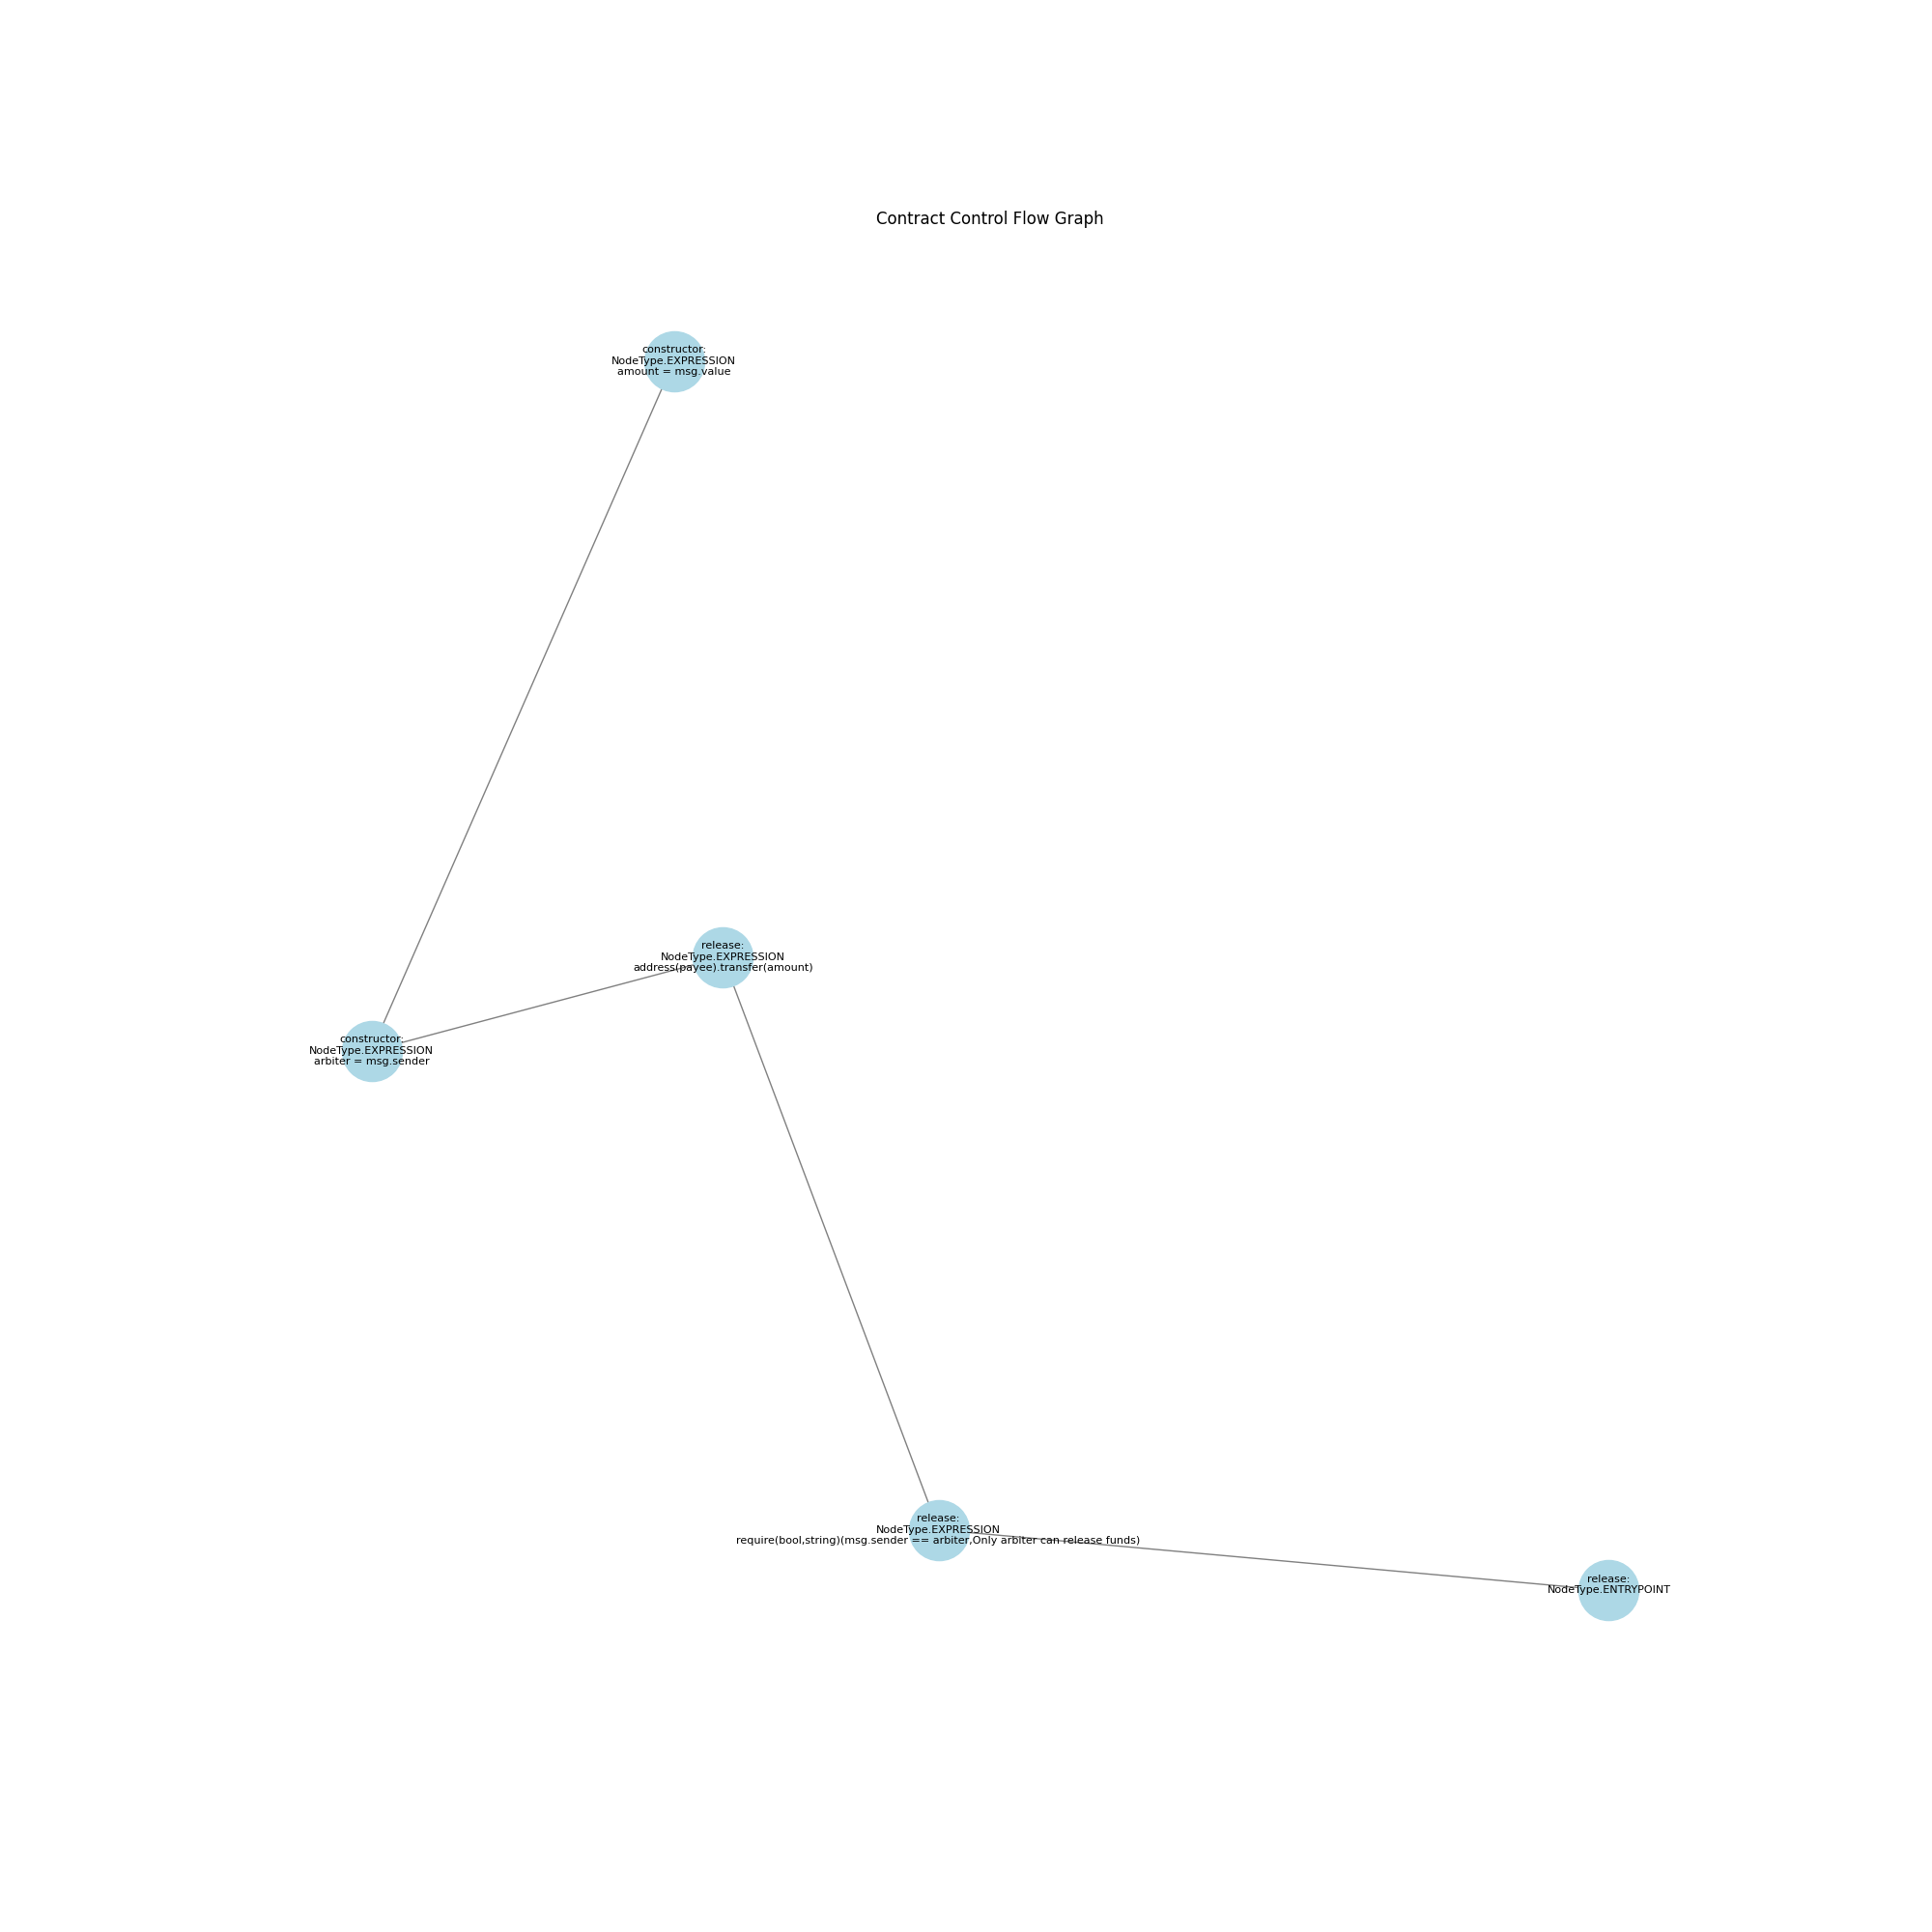 Contract Control Flow Graph
constructor:
NodeType.EXPRESSION
amount = msg.value
release:
NodeType.EXPRESSION
address(payee).transfer(amount)
constructor:
NodeType.EXPRESSION
arbiter = msg.sender
release:
NodeType.EXPRESSION
require(bool,string)(msg.sender == arbiter,Only arbiter can release funds)
release:
NodeType.ENTRYPOINT